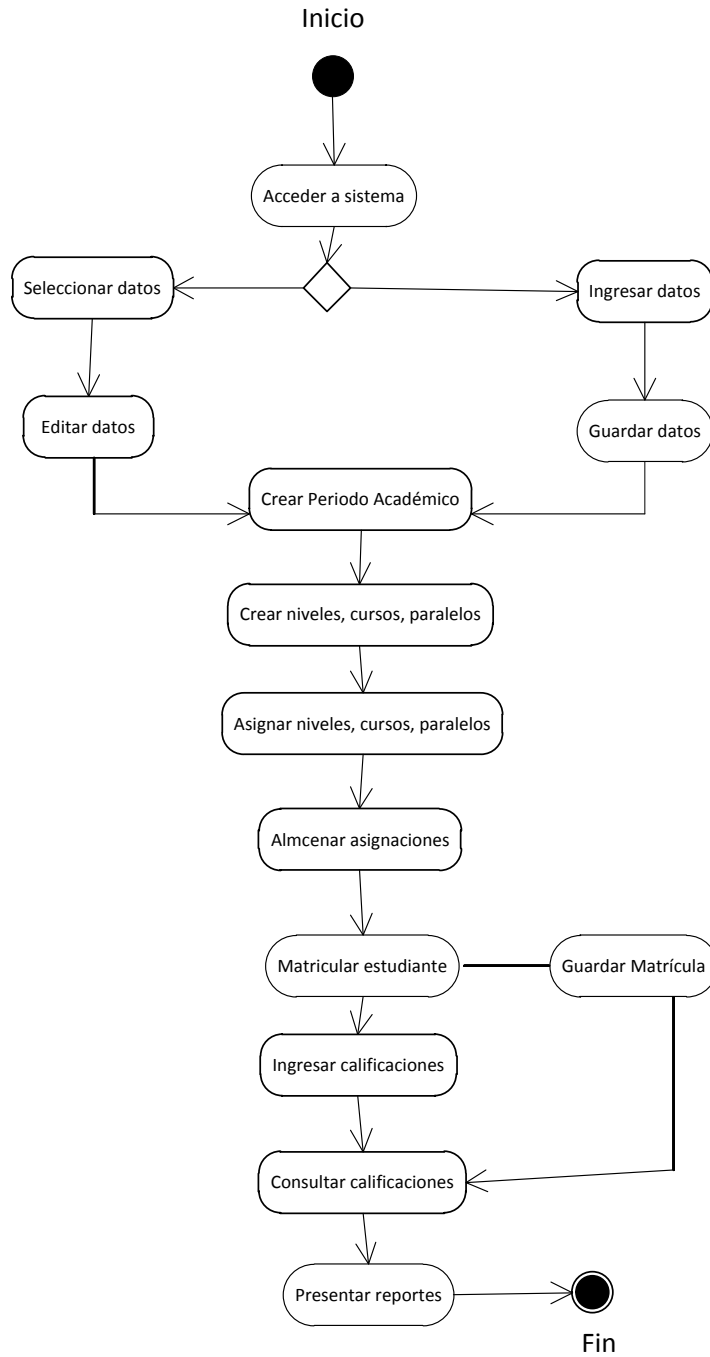 Inicio
Acceder a sistema
Seleccionar datos
Ingresar datos
Editar datos
Guardar datos
Crear Periodo Académico
Crear niveles, cursos, paralelos
Asignar niveles, cursos, paralelos
Almcenar asignaciones
Matricular estudiante
Guardar Matrícula
Ingresar calificaciones
Consultar calificaciones
Presentar reportes
Fin